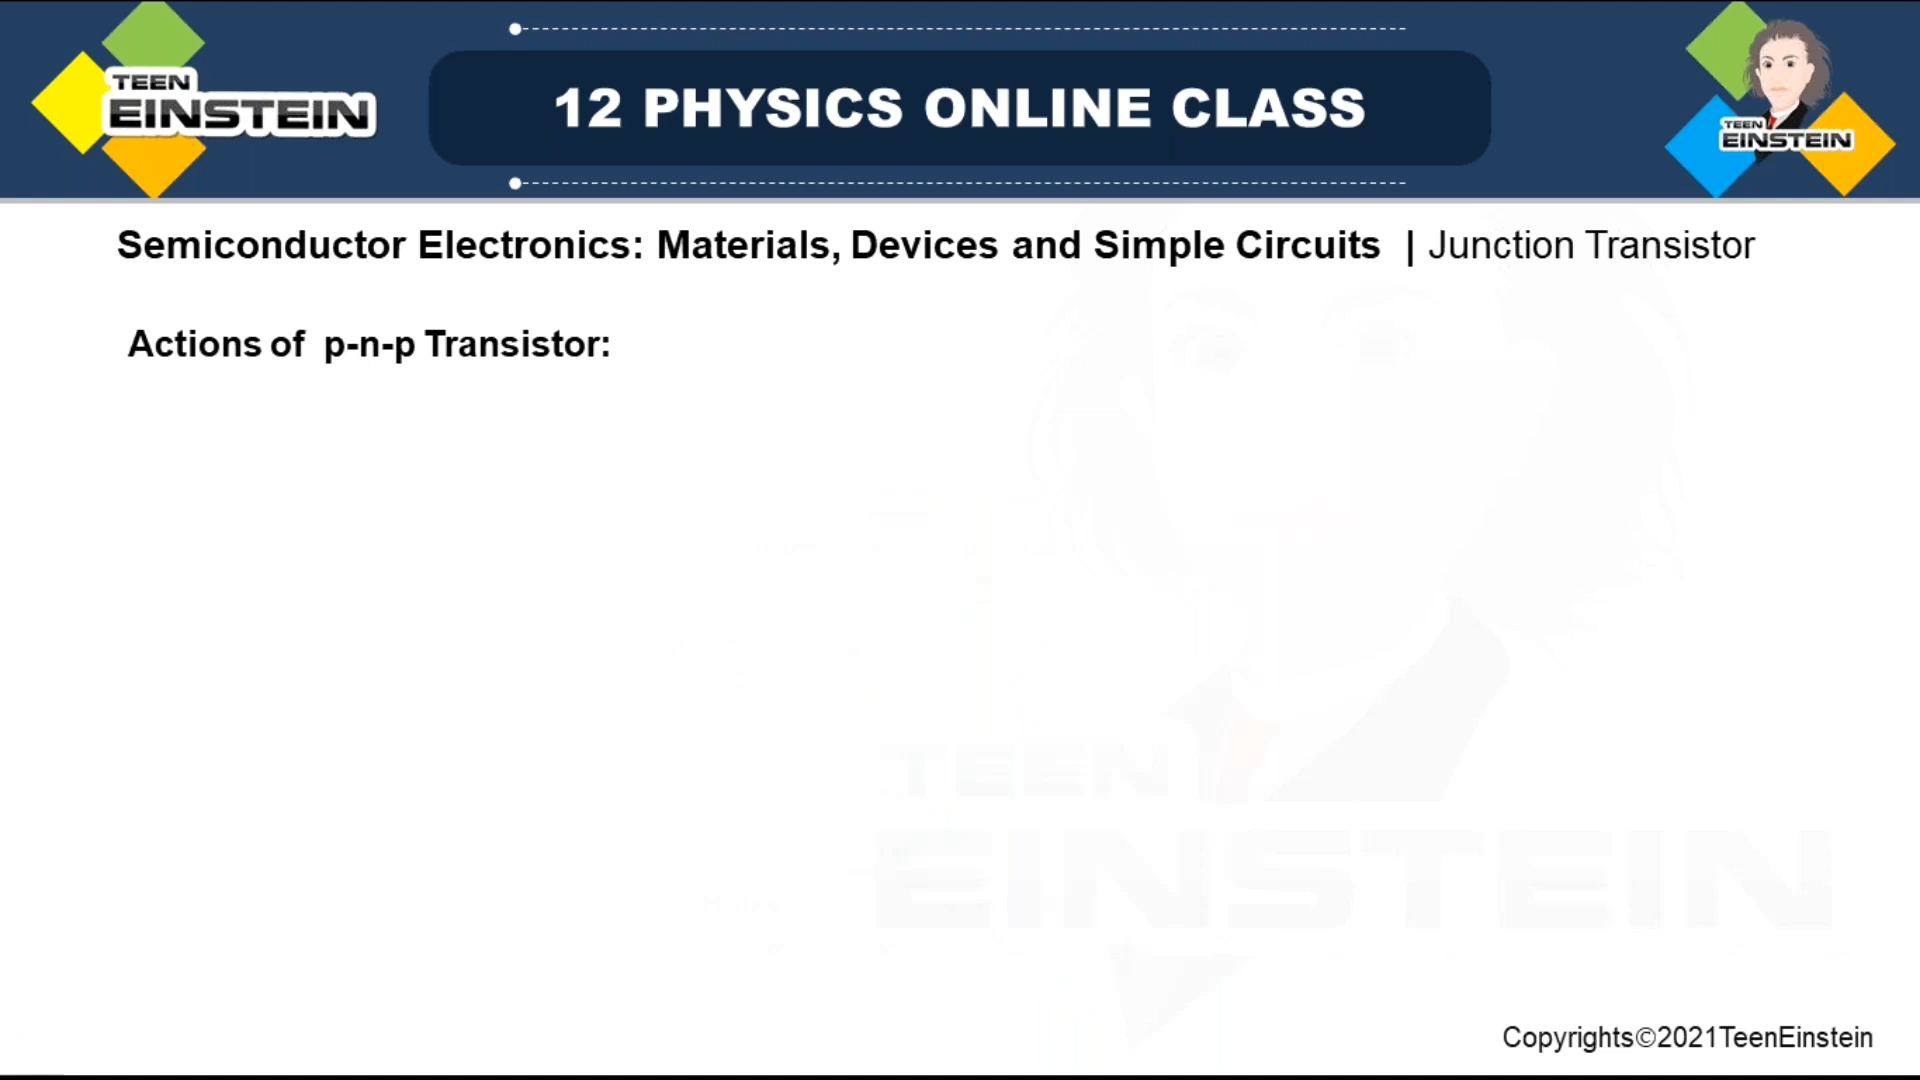 TEEN
EINSTEIN
12 PHYSICS ONLINE CLASS
TEEN
EINSTEIN
Semiconductor Electronics: Materials, Devices and Simple Circuits | Junction Transistor
Actions of p-n-p Transistor:
TEEN
EINSTEIN
Copyrights©2021TeenEinstein